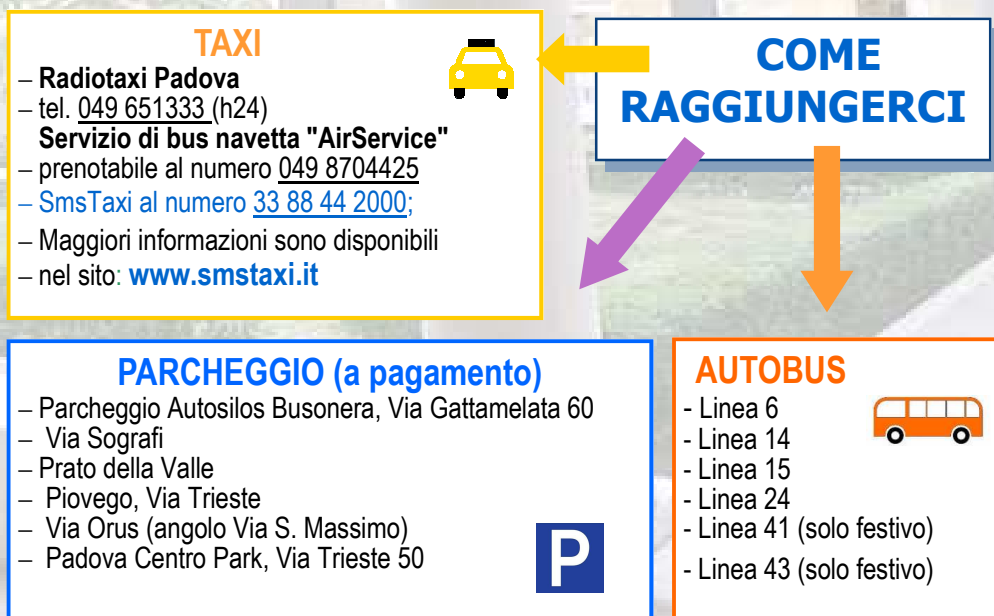 COME
RAGGIUNGERCI
TAXI
– Radiotaxi Padova
– tel. 049 651333 (h24)
Servizio di bus navetta "AirService"
– prenotabile al numero 049 8704425
– SmsTaxi al numero 33 88 44 2000;
– Maggiori informazioni sono disponibili
– nel sito: www.smstaxi.it
PARCHEGGIO (a pagamento)
– Parcheggio Autosilos Busonera, Via Gattamelata 60
– Via Sografi
– Prato della Valle
– Piovego, Via Trieste
– Via Orus (angolo Via S. Massimo)
– Padova Centro Park, Via Trieste 50
P
AUTOBUS
- Linea 6
- Linea 14
- Linea 15
- Linea 24
- Linea 41 (solo festivo)
- Linea 43 (solo festivo)